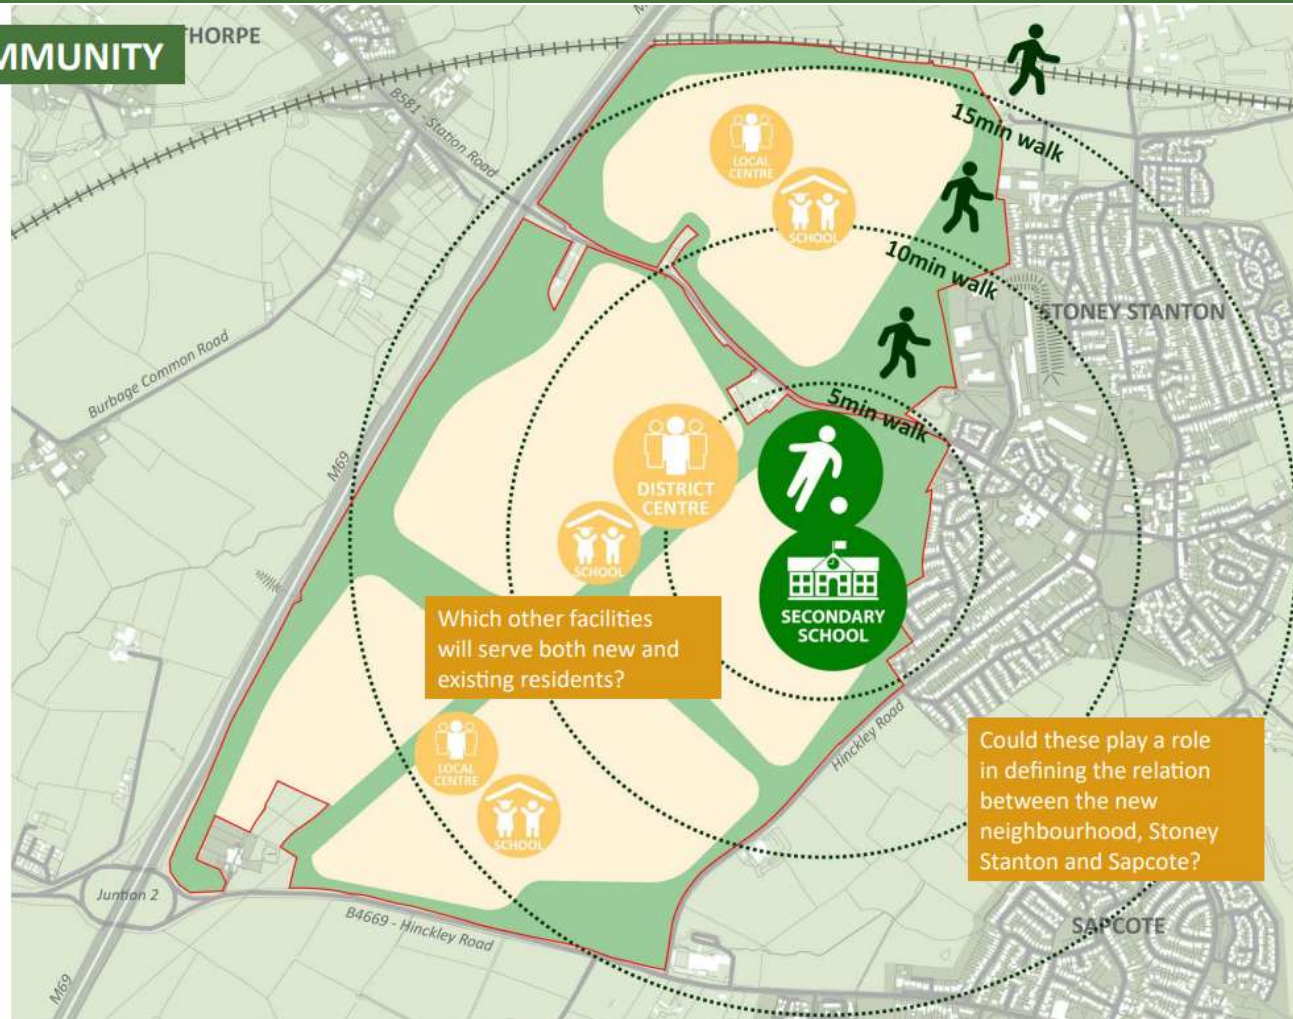 MMUNITY
THORPE
B581 - Station Road
15min walk
LOCAL
CENTRE
SCHOOL
10min walk
STONEY STANTON
Burbage Common Road
M69
5min walk
DISTRICT
CENTRE
SCHOOL
SECONDARY
SCHOOL
Which other facilities
will serve both new and
existing residents?
Hinckley Road
LOCAL
CENTRE
SCHOOL
Could these play a role
in defining the relation
between the new
neighbourhood, Stoney
Stanton and Sapcote?
Juntion 2
B4669 - Hinckley Road
SAPCOTE
M69